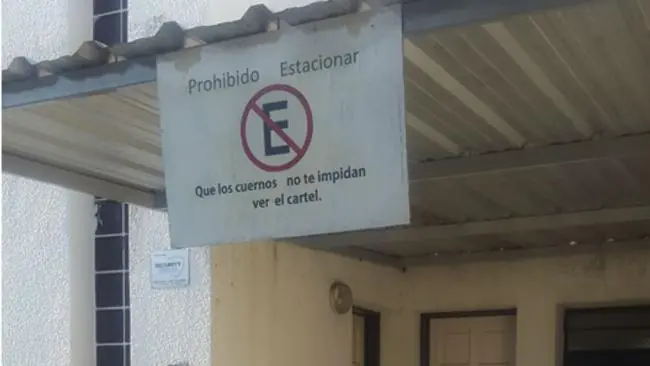 Prohibido Estacionar
E
Que los cuernos no te impidan
ver el cartel.